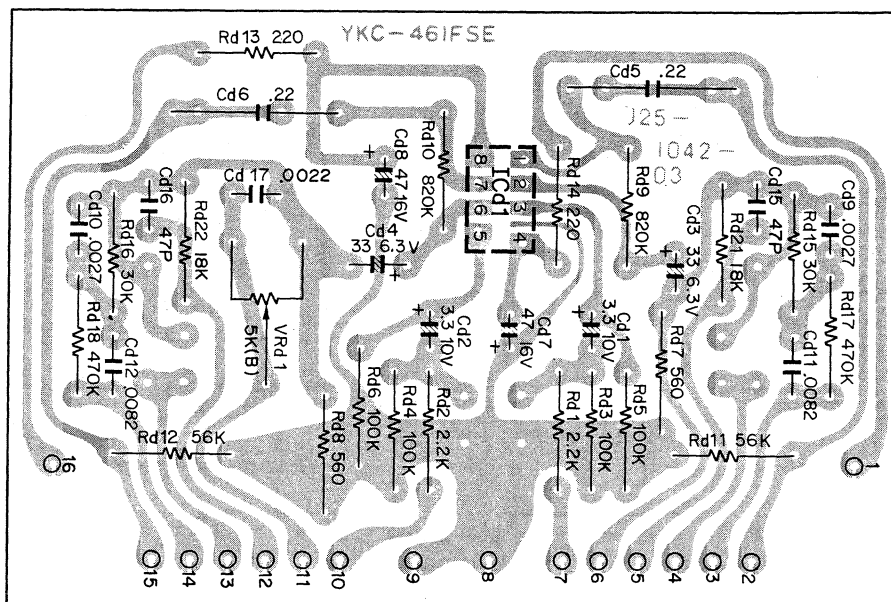 YKC-461FSE
Rd13 220
Cd5 .22
Cd6 .22
J25-
1042-
03
Cd8 47 16V
Rd10 820K
ICd1
8 1
7 2
6 3
5 4
Rd14 220
Rd9 820K
Cd17 .0022
Cd4
33 6.3V
Cd3 33 6.3V
Cd10 .0027
Rd16 30K
Cd16 47P
Rd22 18K
Rd21 18K
Cd15 47P
Rd15 30K
Cd9 .0027
Rd18 470K
Cd12 .0082
VRd1
5K(B)
Cd2
3.3 10V
Cd7
47 16V
Cd1
3.3 10V
Rd7 560
Cd11 .0082
Rd17 470K
Rd12 56K
Rd8 560
Rd6 100K
Rd4 100K
Rd2 2.2K
Rd1 2.2K
Rd3 100K
Rd5 100K
Rd11 56K
16
1
15
14
13
12
11
10
9
8
7
6
5
4
3
2